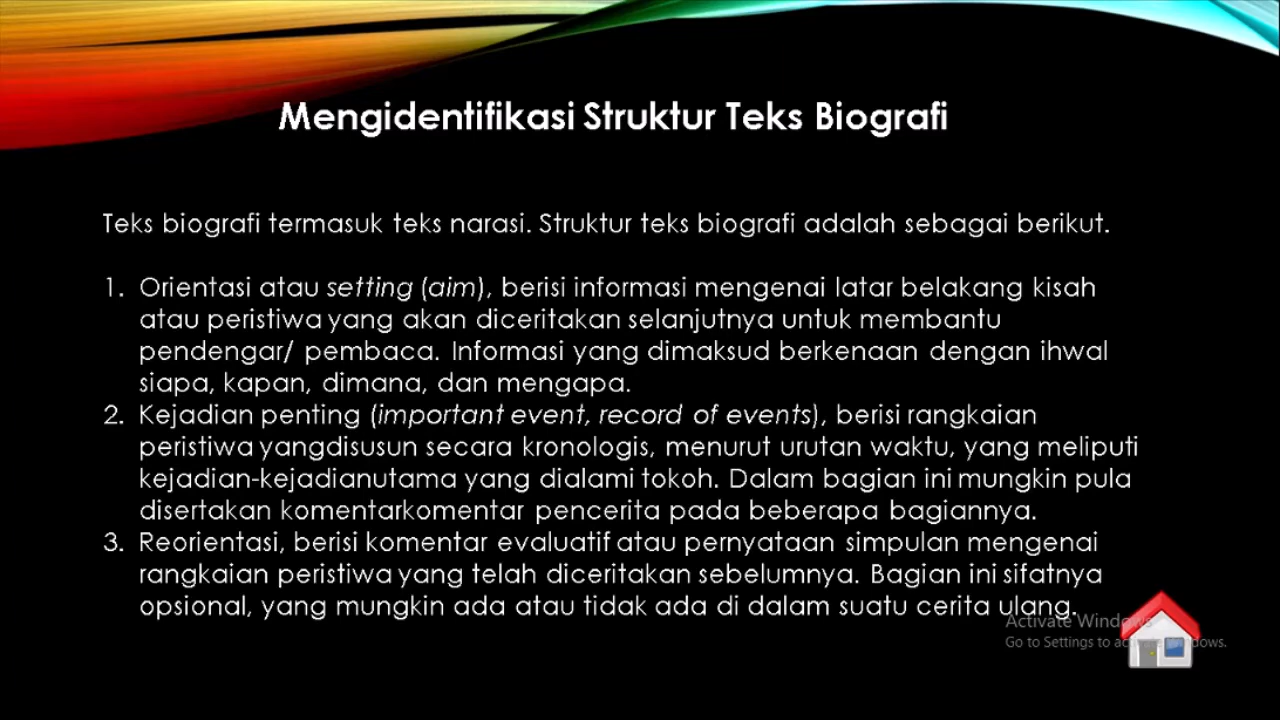 Mengidentifikasi Struktur Teks Biografi
Teks biografi termasuk teks narasi. Struktur teks biografi adalah sebagai berikut.
1. Orientasi atau setting (aim), berisi informasi mengenai latar belakang kisah
atau peristiwa yang akan diceritakan selanjutnya untuk membantu
pendengar/ pembaca. Informasi yang dimaksud berkenaan dengan ihwal
siapa, kapan, dimana, dan mengapa.
2. Kejadian penting (important event, record of events), berisi rangkaian
peristiwa yangdisusun secara kronologis, menurut urutan waktu, yang meliputi
kejadian-kejadianutama yang dialami tokoh. Dalam bagian ini mungkin pula
disertakan komentarkomentar pencerita pada beberapa bagiannya.
3. Reorientasi, berisi komentar evaluatif atau pernyataan simpulan mengenai
rangkaian peristiwa yang telah diceritakan sebelumnya. Bagian ini sifatnya
opsional, yang mungkin ada atau tidak ada di dalam suatu cerita ulang.
Activate Windows
Go to Settings to activate Windows.